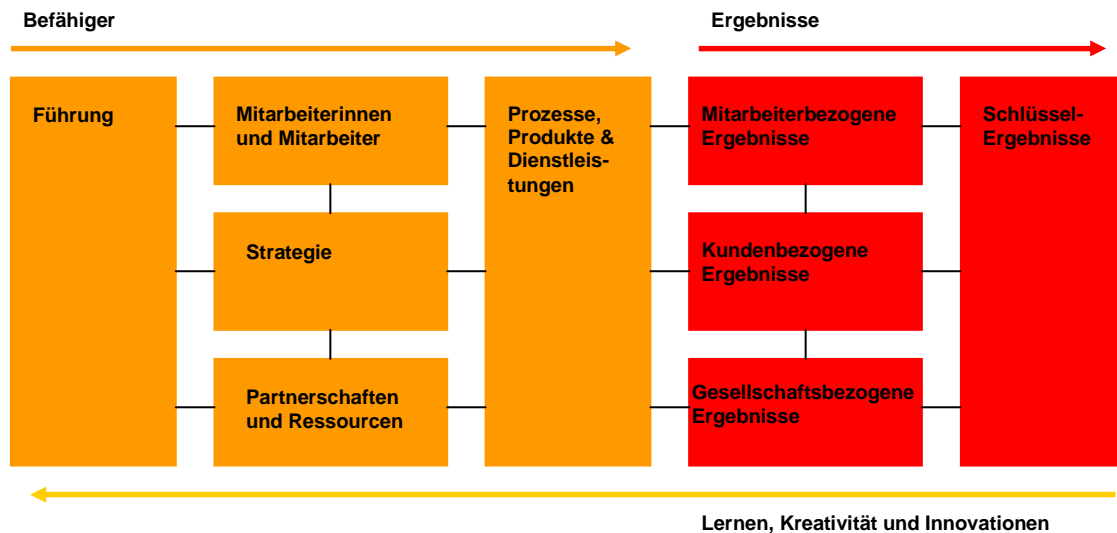 Befähiger
Ergebnisse
Führung
Mitarbeiterinnen
und Mitarbeiter
Prozesse,
Produkte &
Dienstleis-
tungen
Mitarbeiterbezogene
Ergebnisse
Schlüssel-
Ergebnisse
Strategie
Kundenbezogene
Ergebnisse
Partnerschaften
und Ressourcen
Gesellschaftsbezogene
Ergebnisse
Lernen, Kreativität und Innovationen